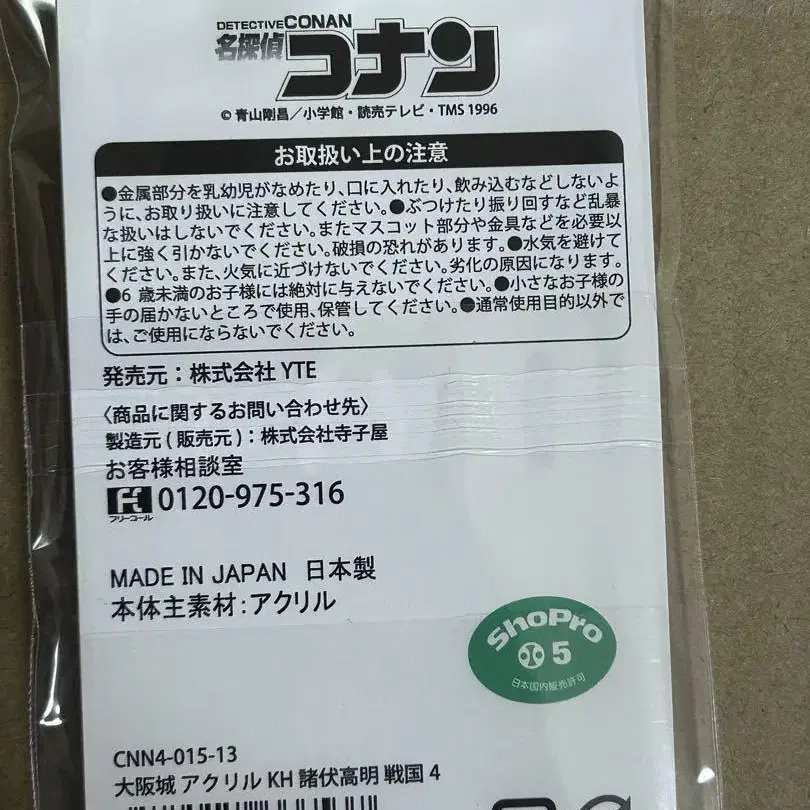 DETECTIVE CONAN
名探偵コナン
© 青山剛昌／小学館・読売テレビ・TMS 1996
お取扱い上の注意
●金属部分を乳幼児がなめたり、口に入れたり、飲み込むなどしないよ
うに、お取り扱いに注意してください。●ぶつけたり振り回すなど乱暴
な扱いはしないでください。またマスコット部分や金具などを必要以
上に強く引かないでください。破損の恐れがあります。●水気を避けて
ください。また、火気に近づけないでください。劣化の原因になります。
●6 歳未満のお子様には絶対に与えないでください。●小さなお子様の
手の届かないところで使用、保管してください。●通常使用目的以外で
は、ご使用にならないでください。
発売元：株式会社 YTE
〈商品に関するお問い合わせ先〉
製造元（販売元）：株式会社寺子屋
お客様相談室
フリーコール 0120-975-316
MADE IN JAPAN 日本製
本体主素材：アクリル
ShoPro
5
日本国内販売許可
CNN4-015-13
大阪城 アクリル KH 諸伏高明 戦国 4